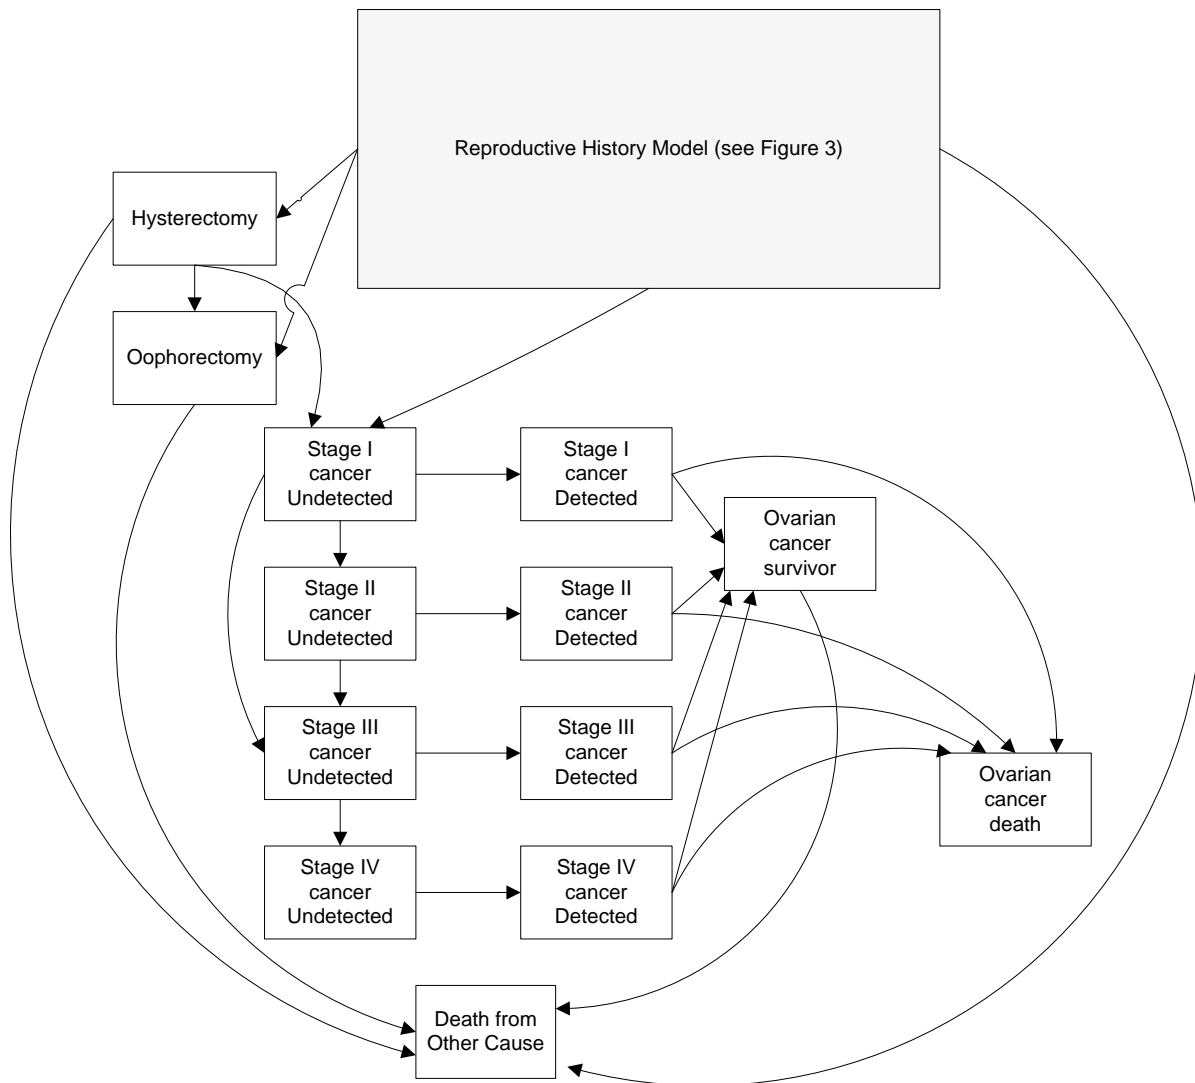 Reproductive History Model (see Figure 3)
Hysterectomy
Oophorectomy
Stage I
cancer
Undetected
Stage I
cancer
Detected
Ovarian
cancer
survivor
Stage II
cancer
Undetected
Stage II
cancer
Detected
Stage III
cancer
Undetected
Stage III
cancer
Detected
Ovarian
cancer
death
Stage IV
cancer
Undetected
Stage IV
cancer
Detected
Death from
Other Cause